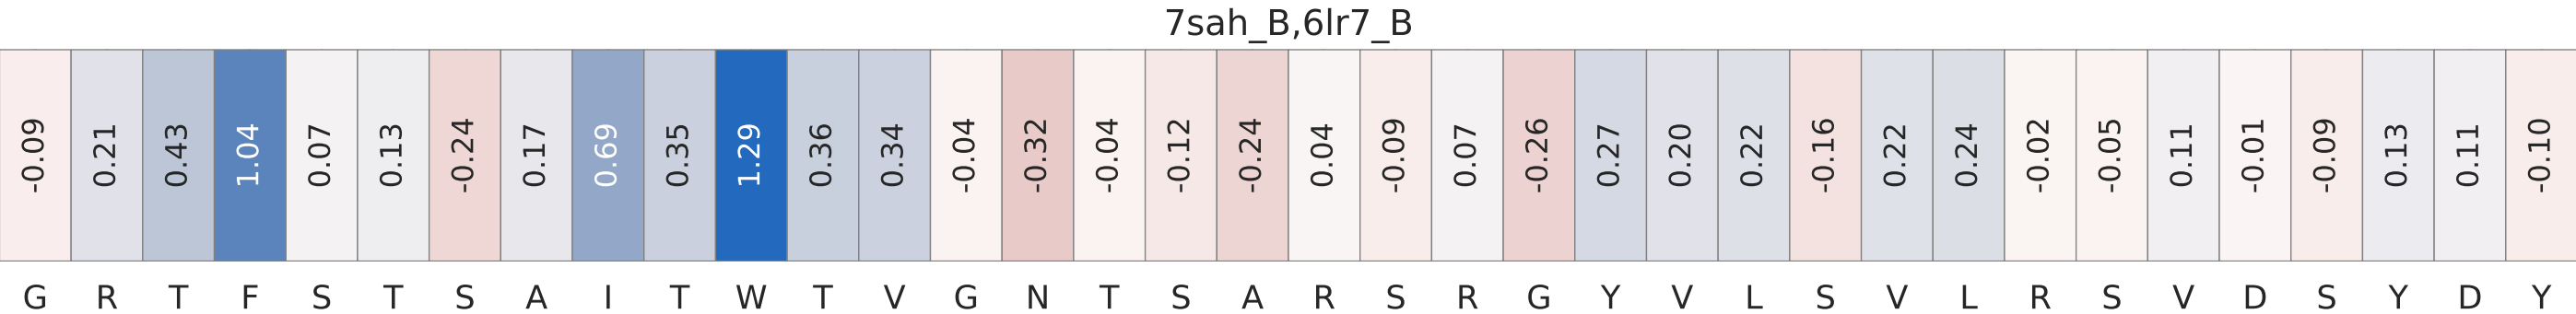 7sah_B,6lr7_B
-0.09 0.21 0.43 1.04 0.07 0.13 -0.24 0.17 0.69 0.35 1.29 0.36 0.34 -0.04 -0.32 -0.04 -0.12 -0.24 0.04 -0.09 0.07 -0.26 0.27 0.20 0.22 -0.16 0.22 0.24 -0.02 -0.05 0.11 -0.01 -0.09 0.13 0.11 -0.10
G R T F S T S A I T W T V G N T S A R S R G Y V L S V L R S V D S Y D Y